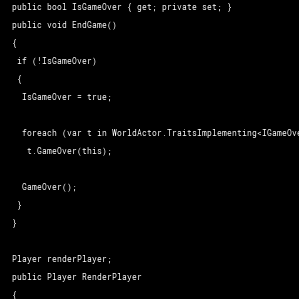 public bool IsGameOver { get; private set; }
public void EndGame()
{
if (!IsGameOver)
{
IsGameOver = true;
foreach (var t in WorldActor.TraitsImplementing<IGameOve
t.GameOver(this);
GameOver();
}
}
Player renderPlayer;
public Player RenderPlayer
{